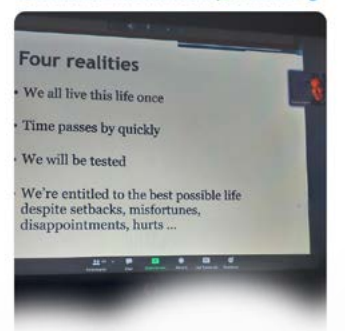 Four realities
• We all live this life once
• Time passes by quickly
• We will be tested
• We're entitled to the best possible life
despite setbacks, misfortunes,
disappointments, hurts ...